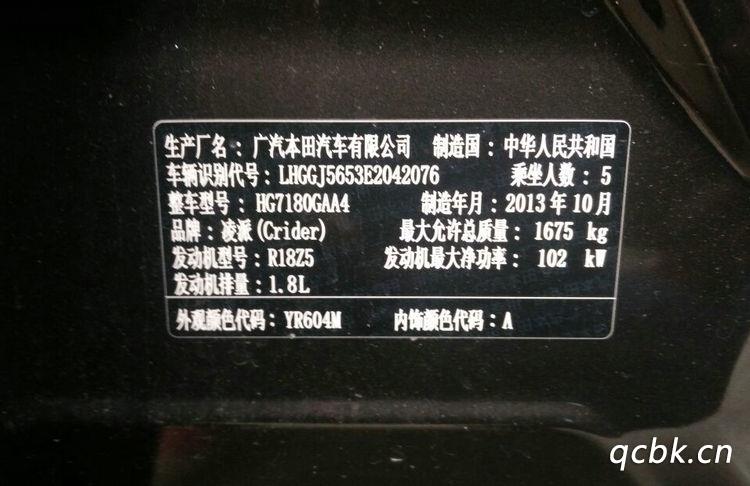 生产厂名：广汽本田汽车有限公司 制造国：中华人民共和国
车辆识别代号：LHGGJ5653E2042076 乘坐人数：5
整车型号：HG7180GAA4 制造年月：2013 年 10 月
品牌：凌派(Crider) 最大允许总质量：1675 kg
发动机型号：R18Z5 发动机最大净功率：102 kW
发动机排量：1.8L
外观颜色代码：YR604M 内饰颜色代码：A
qcbk.cn